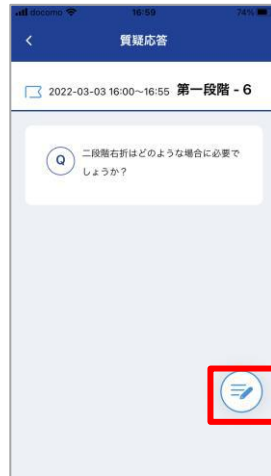 docomo 16:59 74%
質疑応答
2022-03-03 16:00~16:55 第一段階 - 6
Q 二段階右折はどのような場合に必要で
しょうか？